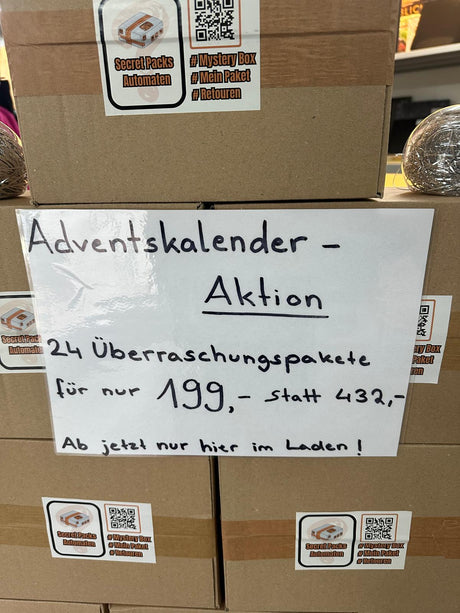 Secret Packs
Automaten
# Mystery Box
# Mein Paket
# Retouren
Adventskalender -
Aktion
24 Überraschungspakete
für nur 199,- statt 432,-
Ab jetzt nur hier im Laden!
Secret Packs
Automaten
# Mystery Box
# Mein Paket
# Retouren
Secret Packs
Automaten
# Mystery Box
# Mein Paket
# Retouren